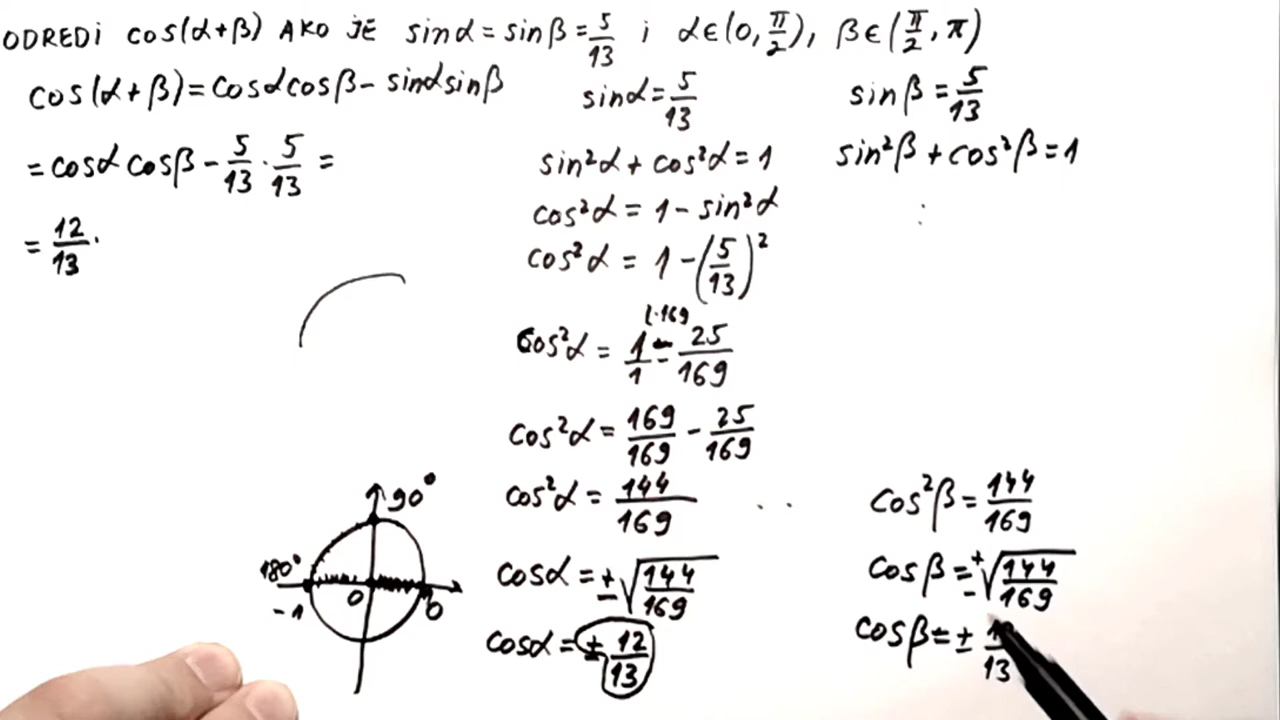 ODREDI cos(α+β) AKO JE sinα = sinβ = 5/13 i α∈(0, π/2), β∈(π/2, π)
cos(α+β) = cosα cosβ - sinα sinβ
= cosα cosβ - 5/13 · 5/13 =
= 12/13 ·
sinα = 5/13
sin²α + cos²α = 1
cos²α = 1 - sin²α
cos²α = 1 - (5/13)²
cos²α = 1/1 - 25/169
/·169
cos²α = 169/169 - 25/169
cos²α = 144/169
cosα = ±√(144/169)
cosα = ± 12/13
sinβ = 5/13
sin²β + cos²β = 1
:
. .
cos²β = 144/169
cosβ = ±√(144/169)
cosβ = ± 1 /13
90°
180°
-1
0
0